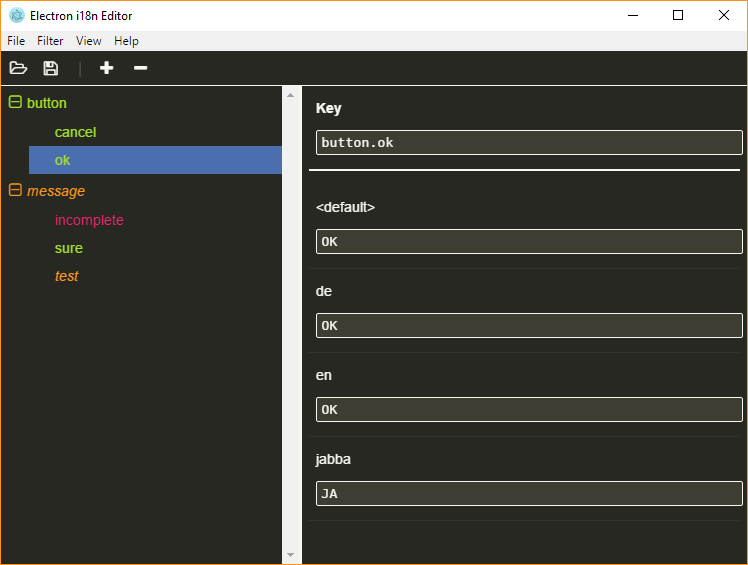 Electron i18n Editor
File Filter View Help
button
cancel
ok
message
incomplete
sure
test
Key
button.ok
<default>
OK
de
OK
en
OK
jabba
JA